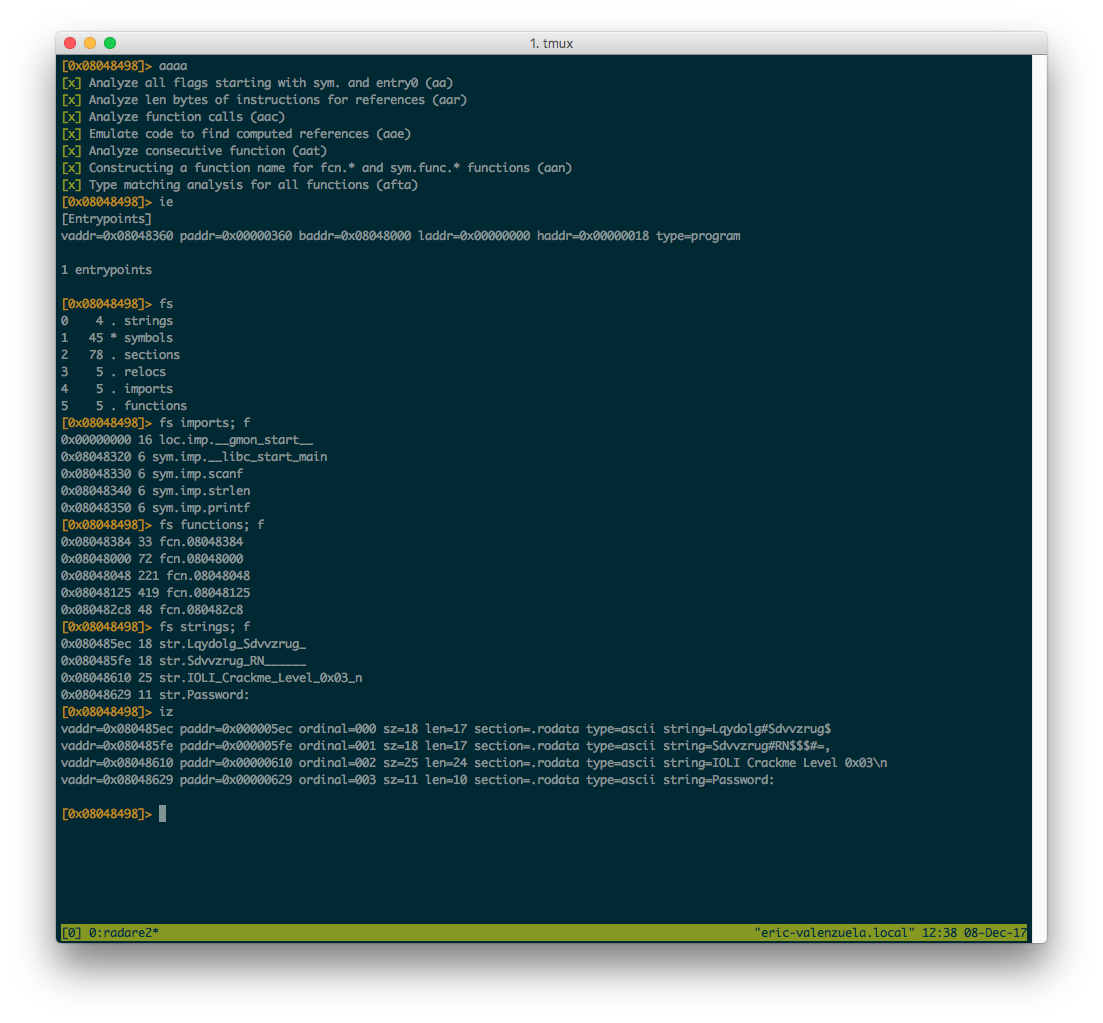 1. tmux
[0x08048498]> aaaa
[x] Analyze all flags starting with sym. and entry0 (aa)
[x] Analyze len bytes of instructions for references (aar)
[x] Analyze function calls (aac)
[x] Emulate code to find computed references (aae)
[x] Analyze consecutive function (aat)
[x] Constructing a function name for fcn.* and sym.func.* functions (aan)
[x] Type matching analysis for all functions (afta)
[0x08048498]> ie
[Entrypoints]
vaddr=0x08048360 paddr=0x00000360 baddr=0x08048000 laddr=0x00000000 haddr=0x00000018 type=program
1 entrypoints
[0x08048498]> fs
0    4 . strings
1   45 * symbols
2   78 . sections
3    5 . relocs
4    5 . imports
5    5 . functions
[0x08048498]> fs imports; f
0x00000000 16 loc.imp.__gmon_start__
0x08048320 6 sym.imp.__libc_start_main
0x08048330 6 sym.imp.scanf
0x08048340 6 sym.imp.strlen
0x08048350 6 sym.imp.printf
[0x08048498]> fs functions; f
0x08048384 33 fcn.08048384
0x08048000 72 fcn.08048000
0x08048048 221 fcn.08048048
0x08048125 419 fcn.08048125
0x080482c8 48 fcn.080482c8
[0x08048498]> fs strings; f
0x080485ec 18 str.Lqydolg_Sdvvzrug_
0x080485fe 18 str.Sdvvzrug_RN______
0x08048610 25 str.IOLI_Crackme_Level_0x03_n
0x08048629 11 str.Password:
[0x08048498]> iz
vaddr=0x080485ec paddr=0x000005ec ordinal=000 sz=18 len=17 section=.rodata type=ascii string=Lqydolg#Sdvvzrug$
vaddr=0x080485fe paddr=0x000005fe ordinal=001 sz=18 len=17 section=.rodata type=ascii string=Sdvvzrug#RN$$$#=,
vaddr=0x08048610 paddr=0x00000610 ordinal=002 sz=25 len=24 section=.rodata type=ascii string=IOLI Crackme Level 0x03\n
vaddr=0x08048629 paddr=0x00000629 ordinal=003 sz=11 len=10 section=.rodata type=ascii string=Password:
[0x08048498]>
[0] 0:radare2* "eric-valenzuela.local" 12:38 08-Dec-17